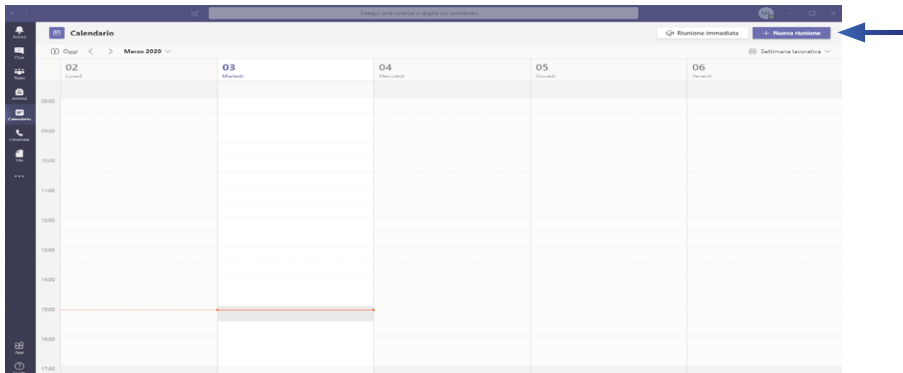 Esegui una ricerca o digita un comando
Attività
Calendario
Riunione immediata
+ Nuova riunione
Chat
Oggi < > Marzo 2020
Settimana lavorativa
Team
02 03 04 05 06
Lunedì Martedì Mercoledì Giovedì Venerdì
Calendario
File
...
08:00
09:00
10:00
11:00
12:00
13:00
14:00
15:00
16:00
17:00
App